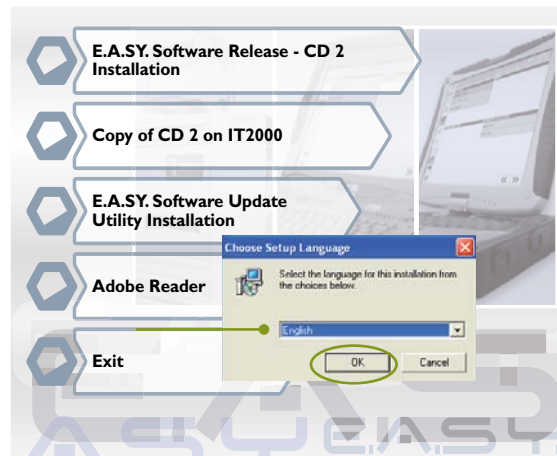 E.A.SY. Software Release - CD 2
Installation
Copy of CD 2 on IT2000
E.A.SY. Software Update
Utility Installation
Choose Setup Language
Select the language for this installation from
the choices below.
Adobe Reader
English
OK Cancel
Exit
E.A.S
A SY E.A.S.Y